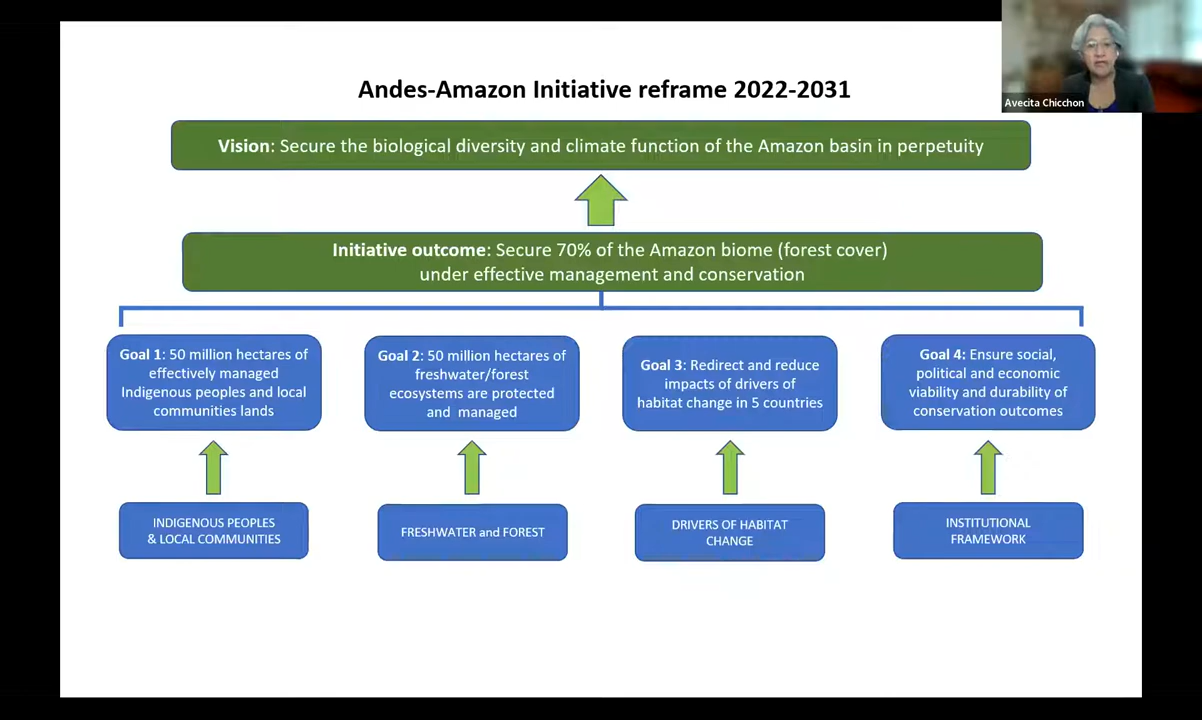 Andes-Amazon Initiative reframe 2022-2031
Avecita Chicchon
Vision: Secure the biological diversity and climate function of the Amazon basin in perpetuity
Initiative outcome: Secure 70% of the Amazon biome (forest cover)
under effective management and conservation
Goal 1: 50 million hectares of
effectively managed
Indigenous peoples and local
communities lands
Goal 2: 50 million hectares of
freshwater/forest
ecosystems are protected
and managed
Goal 3: Redirect and reduce
impacts of drivers of
habitat change in 5 countries
Goal 4: Ensure social,
political and economic
viability and durability of
conservation outcomes
INDIGENOUS PEOPLES
& LOCAL COMMUNITIES
FRESHWATER and FOREST
DRIVERS OF HABITAT
CHANGE
INSTITUTIONAL
FRAMEWORK